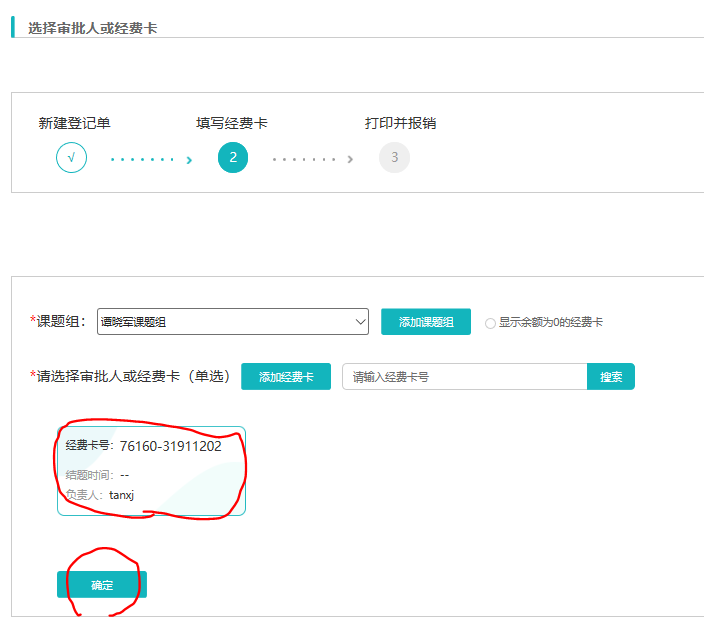 选择审批人或经费卡
新建登记单 填写经费卡 打印并报销
√ 2 3
*课题组： 谭晓军课题组 添加课题组 显示余额为0的经费卡
*请选择审批人或经费卡（单选） 添加经费卡 请输入经费卡号 搜索
经费卡号：76160-31911202
结题时间：--
负责人：tanxj
确定